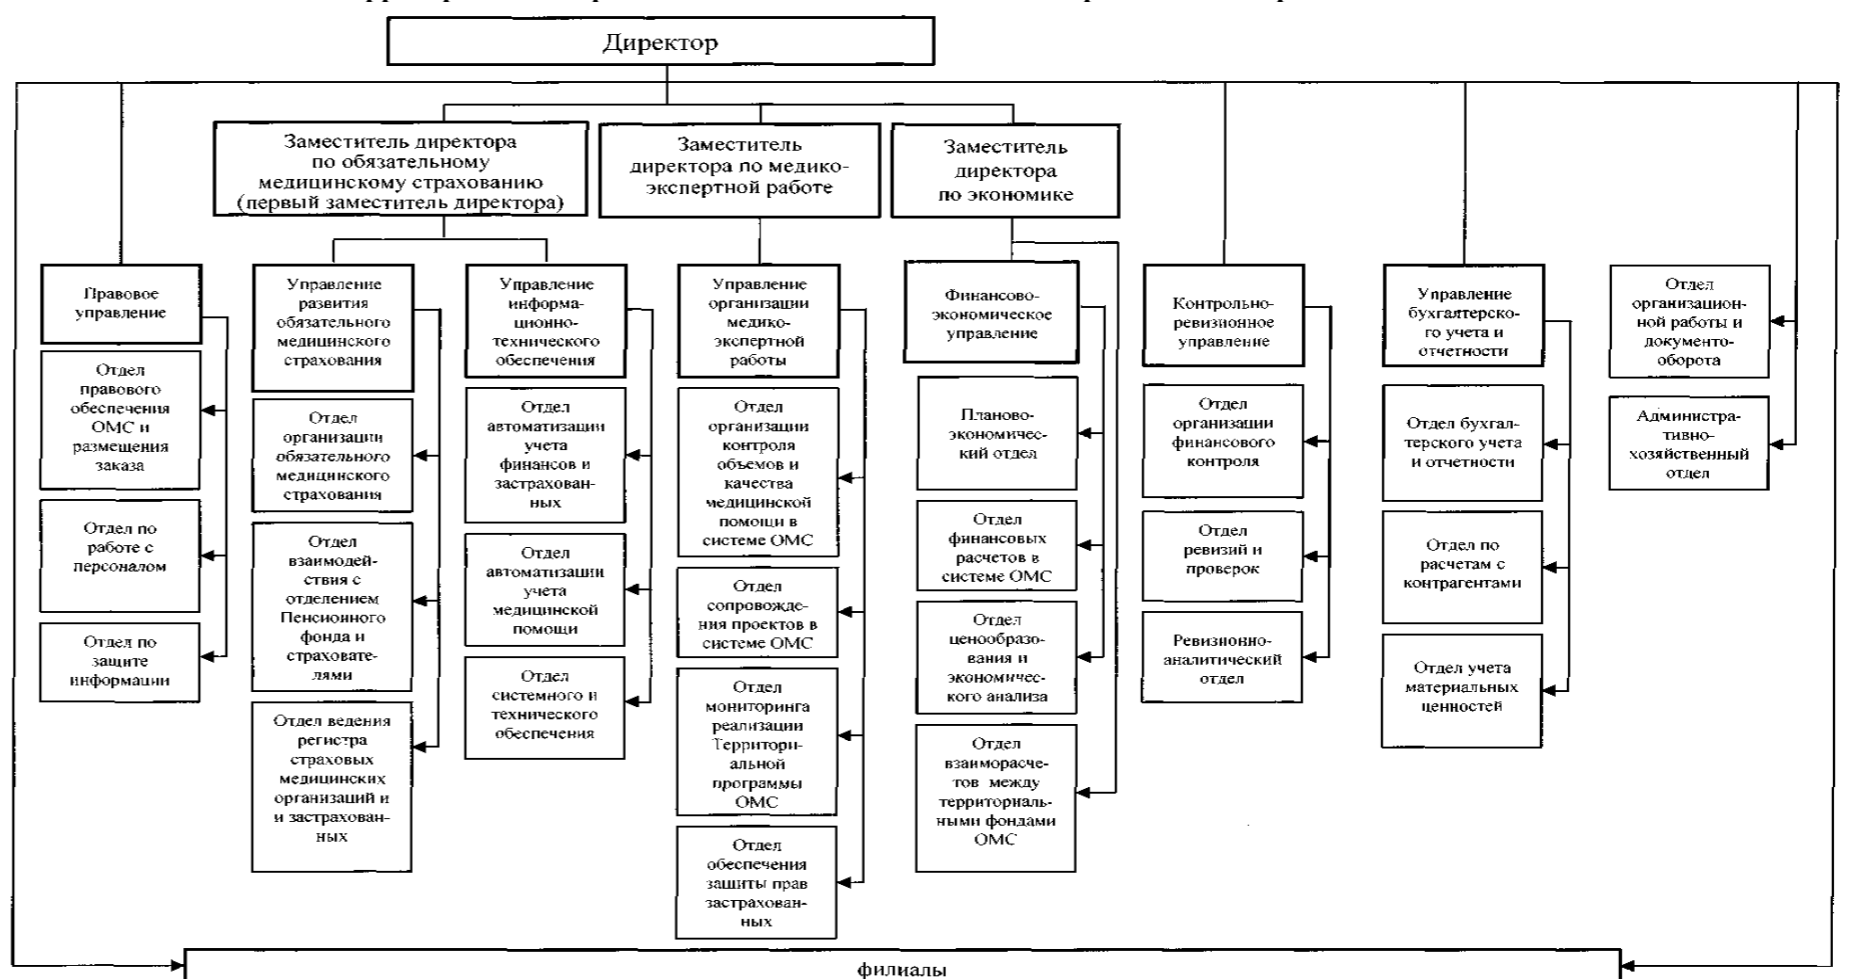 Директор
Заместитель директора
по обязательному
медицинскому страхованию
(первый заместитель директора)
Заместитель
директора по медико-
экспертной работе
Заместитель
директора
по экономике
Правовое
управление
Отдел
правового
обеспечения
ОМС и
размещения
заказа
Отдел по
работе с
персоналом
Отдел по
защите
информации
Управление
развития
обязательного
медицинского
страхования
Отдел
организации
обязательного
медицинского
страхования
Отдел
взаимодей-
ствия с
отделением
Пенсионного
фонда и
страховате-
лями
Отдел ведения
регистра
страховых
медицинских
организаций и
и застрахован-
ных
Управление
информа-
ционно-
технического
обеспечения
Отдел
автоматизации
учета
финансов и
застрахован-
ных
Отдел
автоматизации
учета
медицинской
помощи
Отдел
системного и
технического
обеспечения
Управление
организации
медико-
экспертной
работы
Отдел
организации
контроля
объемов и
качества
медицинской
помощи в
системе ОМС
Отдел
сопровожде-
ния проектов в
системе ОМС
Отдел
мониторинга
реализации
Территори-
альной
программы
ОМС
Отдел
обеспечения
защиты прав
застрахован-
ных
Финансово-
экономическое
управление
Планово-
экономичес-
кий отдел
Отдел
финансовых
расчетов в
системе ОМС
Отдел
ценообразо-
вания и
экономичес-
кого анализа
Отдел
взаиморасче-
тов между
территориаль-
ными фондами
ОМС
Контрольно-
ревизионное
управление
Отдел
организации
финансового
контроля
Отдел
ревизий и
проверок
Ревизионно-
аналитический
отдел
Управление
бухгалтерско-
го учета и
отчетности
Отдел бухгал-
терского учета
и отчетности
Отдел по
расчетам с
контрагентами
Отдел учета
материальных
ценностей
Отдел
организацион-
ной работы и
документо-
оборота
Администра-
тивно-
хозяйственный
отдел
филиалы